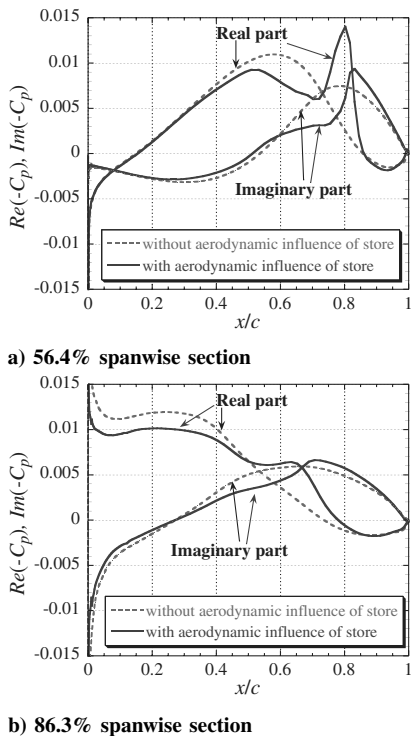 0.015
Real part
0.01
0.005
0
-0.005
Imaginary part
-0.01
without aerodynamic influence of store
with aerodynamic influence of store
-0.015
0 0.2 0.4 0.6 0.8 1
x/c
Re(-Cp), Im(-Cp)
a) 56.4% spanwise section
0.015
Real part
0.01
0.005
0
-0.005
Imaginary part
-0.01
without aerodynamic influence of store
with aerodynamic influence of store
-0.015
0 0.2 0.4 0.6 0.8 1
x/c
Re(-Cp), Im(-Cp)
b) 86.3% spanwise section